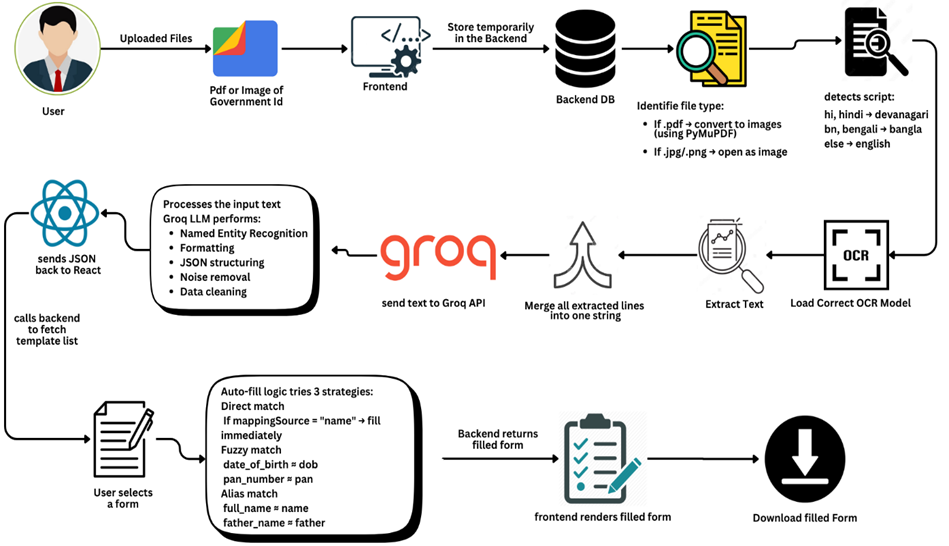 Uploaded Files
Store temporarily
in the Backend
User
Pdf or Image of
Government Id
</...>
Frontend
Backend DB
Identifie file type:
• If .pdf → convert to images
(using PyMuPDF)
• If .jpg/.png → open as image
detects script:
hi, hindi → devanagari
bn, bengali → bangla
else → english
OCR
Load Correct OCR Model
Extract Text
Merge all extracted lines
into one string
groq
send text to Groq API
Processes the input text
Groq LLM performs:
• Named Entity Recognition
• Formatting
• JSON structuring
• Noise removal
• Data cleaning
sends JSON
back to React
calls backend
to fetch
template list
User selects
a form
Auto-fill logic tries 3 strategies:
Direct match
If mappingSource = "name" → fill
immediately
Fuzzy match
date_of_birth ≈ dob
pan_number ≈ pan
Alias match
full_name ≈ name
father_name ≈ father
Backend returns
filled form
frontend renders filled form
Download filled Form